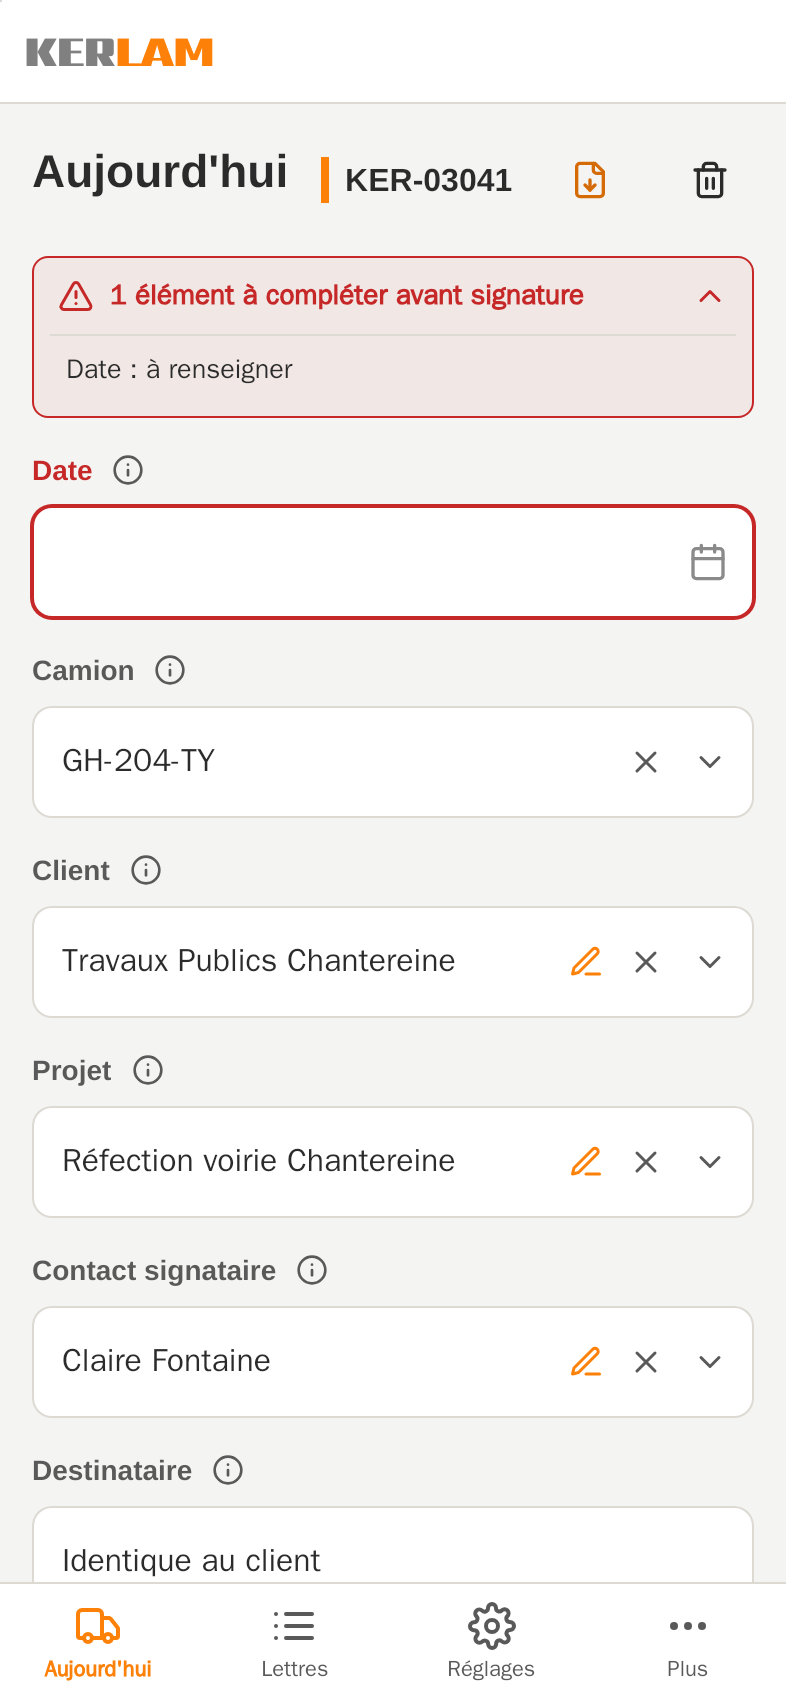 KERLAM
Aujourd'hui
KER-03041
1 élément à compléter avant signature
Date : à renseigner
Date
Camion
GH-204-TY
Client
Travaux Publics Chantereine
Projet
Réfection voirie Chantereine
Contact signataire
Claire Fontaine
Destinataire
Identique au client
Aujourd'hui
Lettres
Réglages
Plus